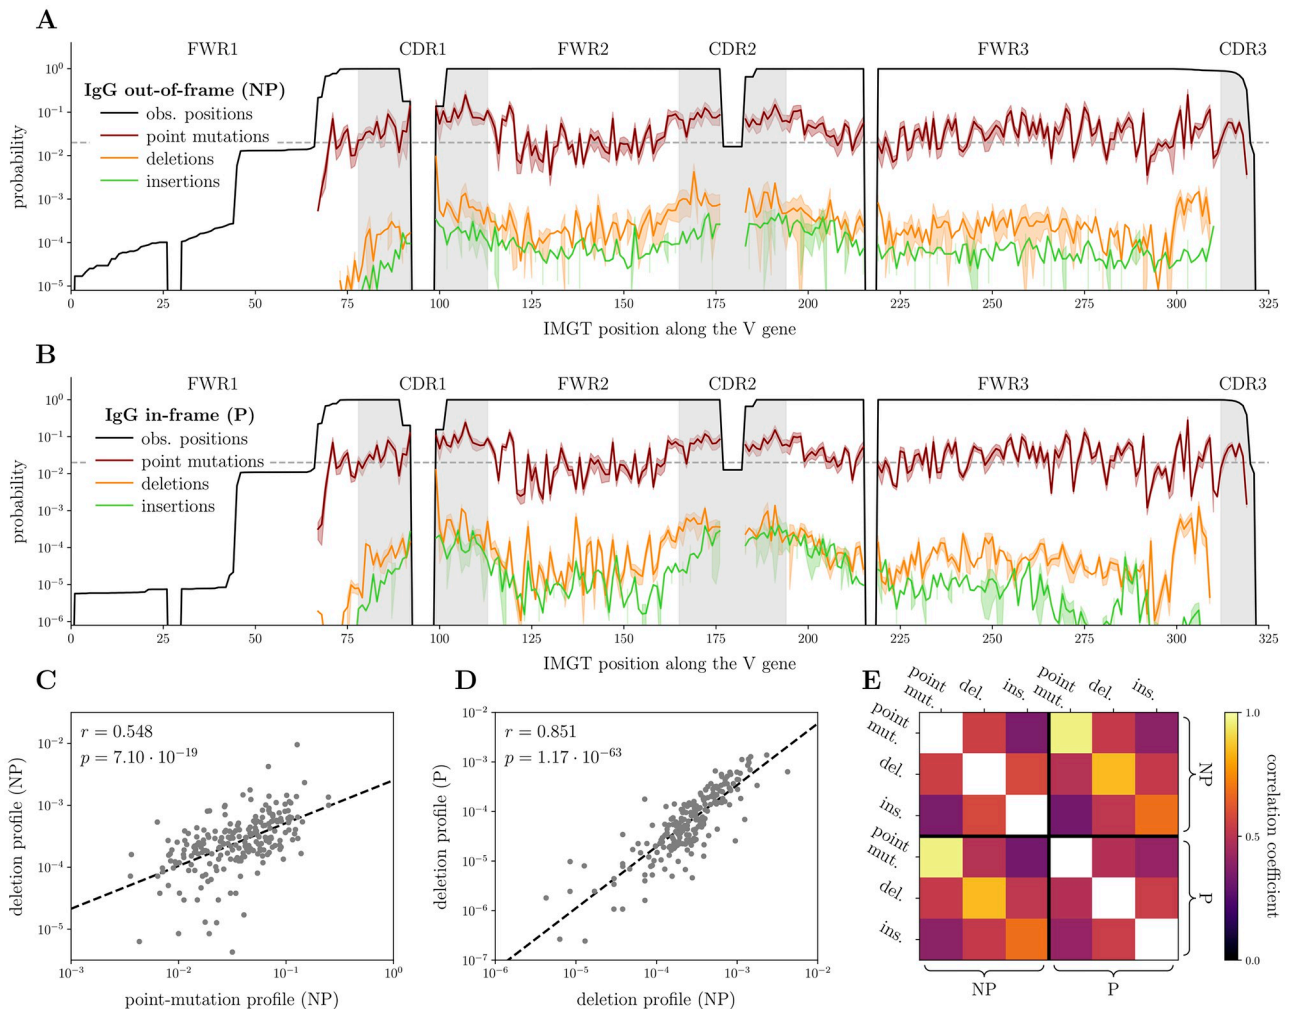 A
FWR1 CDR1 FWR2 CDR2 FWR3 CDR3
IgG out-of-frame (NP)
obs. positions
point mutations
deletions
insertions
probability
10⁰
10⁻¹
10⁻²
10⁻³
10⁻⁴
10⁻⁵
0 25 50 75 100 125 150 175 200 225 250 275 300 325
IMGT position along the V gene
B
FWR1 CDR1 FWR2 CDR2 FWR3 CDR3
IgG in-frame (P)
obs. positions
point mutations
deletions
insertions
probability
10⁰
10⁻¹
10⁻²
10⁻³
10⁻⁴
10⁻⁵
10⁻⁶
0 25 50 75 100 125 150 175 200 225 250 275 300 325
IMGT position along the V gene
C
r = 0.548
p = 7.10 · 10⁻¹⁹
deletion profile (NP)
10⁻²
10⁻³
10⁻⁴
10⁻⁵
10⁻³ 10⁻² 10⁻¹ 10⁰
point-mutation profile (NP)
D
r = 0.851
p = 1.17 · 10⁻⁶³
deletion profile (P)
10⁻²
10⁻³
10⁻⁴
10⁻⁵
10⁻⁶
10⁻⁷
10⁻⁶ 10⁻⁵ 10⁻⁴ 10⁻³ 10⁻²
deletion profile (NP)
E
point mut. del. ins. point mut. del. ins.
point mut.
del.
ins.
point mut.
del.
ins.
NP
P
NP P
1.0
0.5
0.0
correlation coefficient